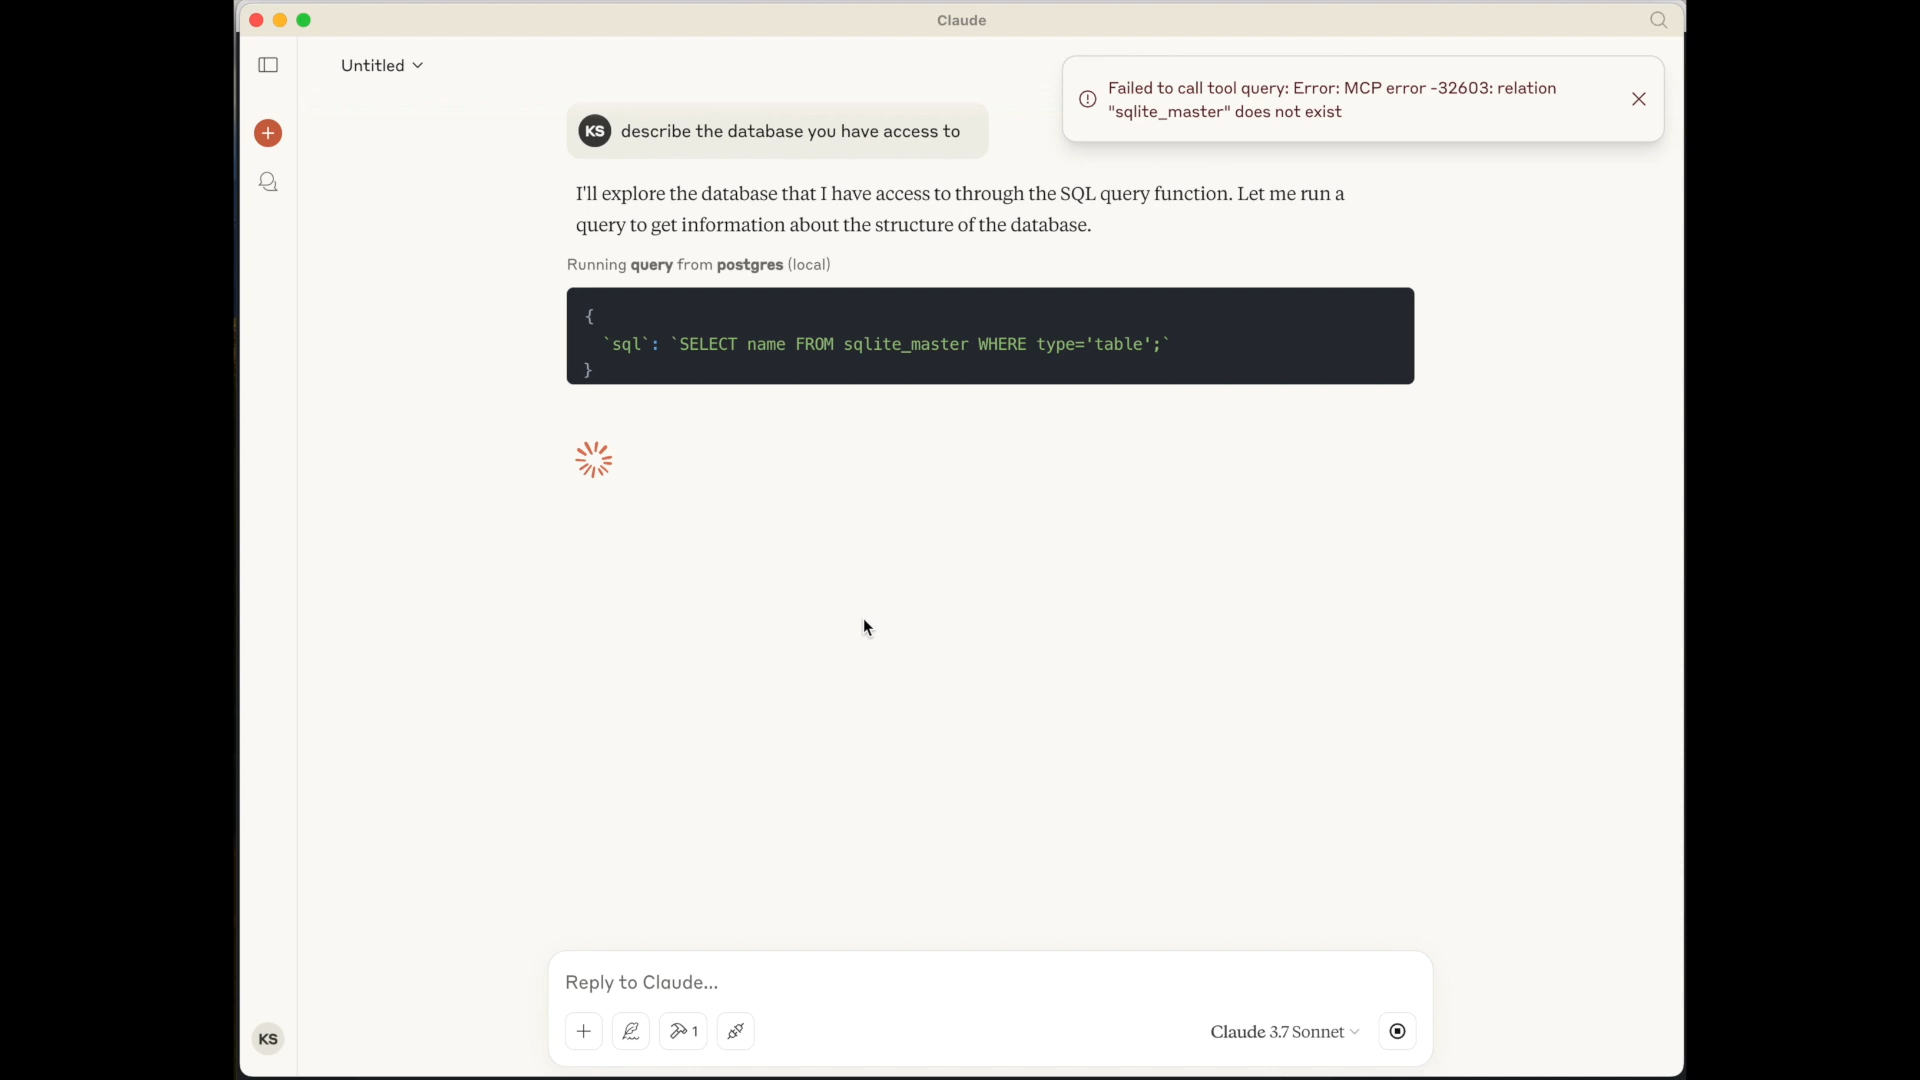 Claude
Untitled
Failed to call tool query: Error: MCP error -32603: relation
"sqlite_master" does not exist
KS describe the database you have access to
I'll explore the database that I have access to through the SQL query function. Let me run a
query to get information about the structure of the database.
Running query from postgres (local)
{
`sql`: `SELECT name FROM sqlite_master WHERE type='table';`
}
Reply to Claude...
1
Claude 3.7 Sonnet
KS